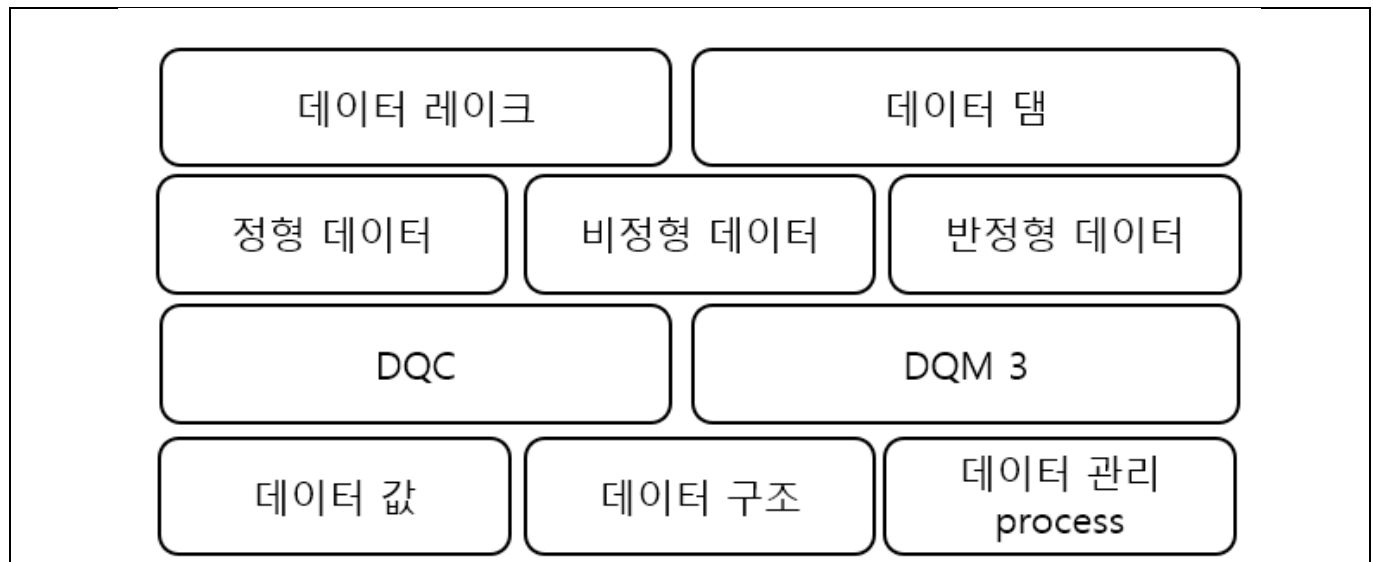 데이터 레이크
데이터 댐
정형 데이터
비정형 데이터
반정형 데이터
DQC
DQM 3
데이터 값
데이터 구조
데이터 관리
process